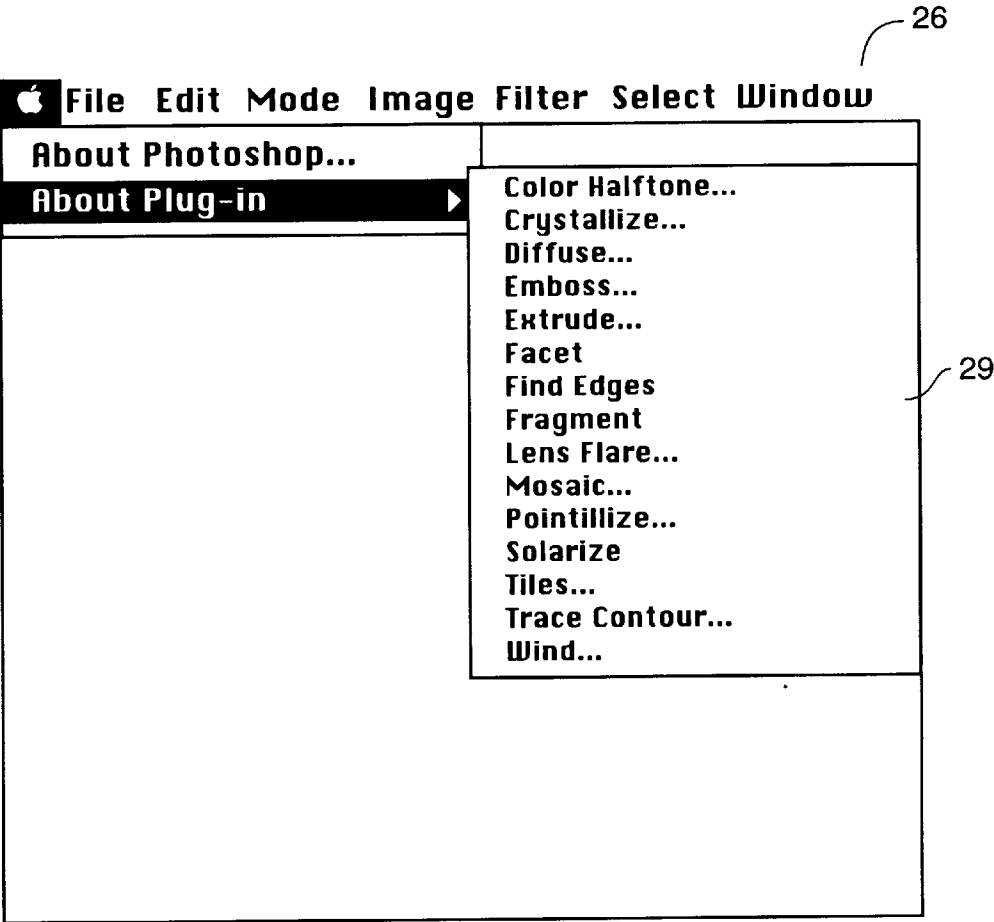 26
File Edit Mode Image Filter Select Window
About Photoshop...
About Plug-in
Color Halftone...
Crystallize...
Diffuse...
Emboss...
Extrude...
Facet
Find Edges
29
Fragment
Lens Flare...
Mosaic...
Pointillize...
Solarize
Tiles...
Trace Contour...
Wind...